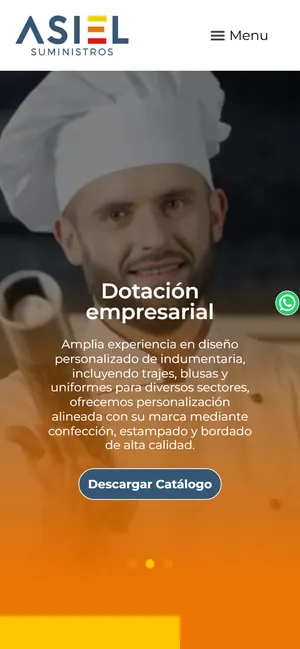 ASIEL
SUMINISTROS
Menu
Dotación
empresarial
Amplia experiencia en diseño
personalizado de indumentaria,
incluyendo trajes, blusas y
uniformes para diversos sectores,
ofrecemos personalización
alineada con su marca mediante
confección, estampado y bordado
de alta calidad.
Descargar Catálogo